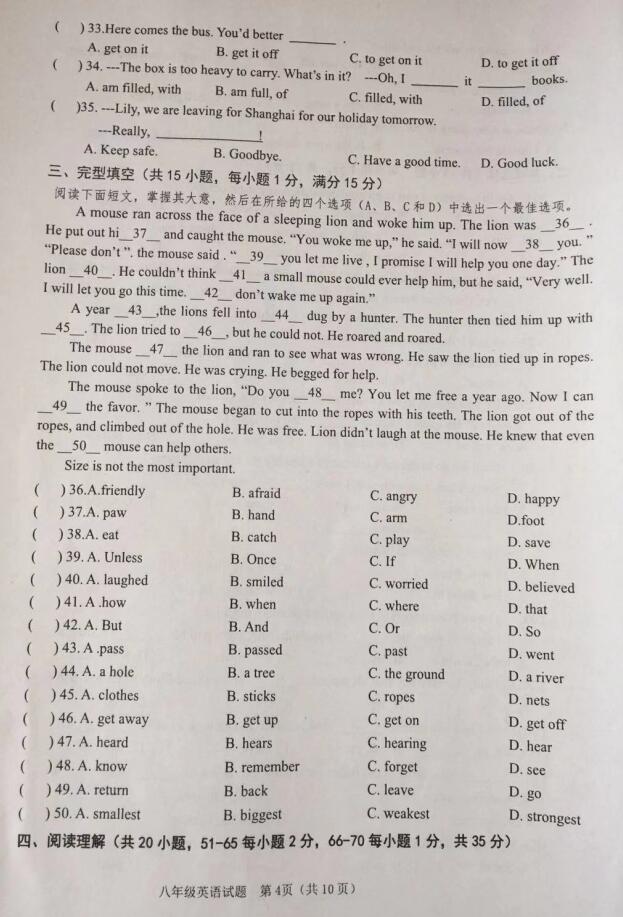 (    ) 33.Here comes the bus. You'd better ________ .
A. get on it    B. get it off    C. to get on it    D. to get it off
(    ) 34. ---The box is too heavy to carry. What's in it?    ---Oh, I ________ it ________ books.
A. am filled, with    B. am full, of    C. filled, with    D. filled, of
(    )35. ---Lily, we are leaving for Shanghai for our holiday tomorrow.
---Really, ________________!
A. Keep safe.    B. Goodbye.    C. Have a good time.    D. Good luck.
三、完型填空（共 15 小题，每小题 1 分，满分 15 分）
阅读下面短文，掌握其大意，然后在所给的四个选项（A、B、C 和 D）中选出一个最佳选项。
A mouse ran across the face of a sleeping lion and woke him up. The lion was __36__ .
He put out hi__37__ and caught the mouse. “You woke me up,” he said. “I will now __38__ you. ”
“Please don't ”. the mouse said . “__39__ you let me live , I promise I will help you one day.” The
lion __40__. He couldn't think __41__ a small mouse could ever help him, but he said, “Very well.
I will let you go this time. __42__ don't wake me up again.”
A year __43__,the lions fell into __44__ dug by a hunter. The hunter then tied him up with
__45__. The lion tried to __46__, but he could not. He roared and roared.
The mouse __47__ the lion and ran to see what was wrong. He saw the lion tied up in ropes.
The lion could not move. He was crying. He begged for help.
The mouse spoke to the lion, “Do you __48__ me? You let me free a year ago. Now I can
__49__ the favor. ” The mouse began to cut into the ropes with his teeth. The lion got out of the
ropes, and climbed out of the hole. He was free. Lion didn't laugh at the mouse. He knew that even
the __50__ mouse can help others.
Size is not the most important.
(    ) 36.A.friendly    B. afraid    C. angry    D. happy
(    ) 37.A. paw    B. hand    C. arm    D.foot
(    ) 38.A. eat    B. catch    C. play    D. save
(    ) 39. A. Unless    B. Once    C. If    D. When
(    ) 40. A. laughed    B. smiled    C. worried    D. believed
(    ) 41. A .how    B. when    C. where    D. that
(    ) 42. A. But    B. And    C. Or    D. So
(    ) 43. A .pass    B. passed    C. past    D. went
(    ) 44. A. a hole    B. a tree    C. the ground    D. a river
(    ) 45. A. clothes    B. sticks    C. ropes    D. nets
(    ) 46. A. get away    B. get up    C. get on    D. get off
(    ) 47. A. heard    B. hears    C. hearing    D. hear
(    ) 48. A. know    B. remember    C. forget    D. see
(    ) 49. A. return    B. back    C. leave    D. go
(    ) 50. A. smallest    B. biggest    C. weakest    D. strongest
四、阅读理解（共 20 小题，51-65 每小题 2 分，66-70 每小题 1 分，共 35 分）
八年级英语试题    第 4页（共 10 页）